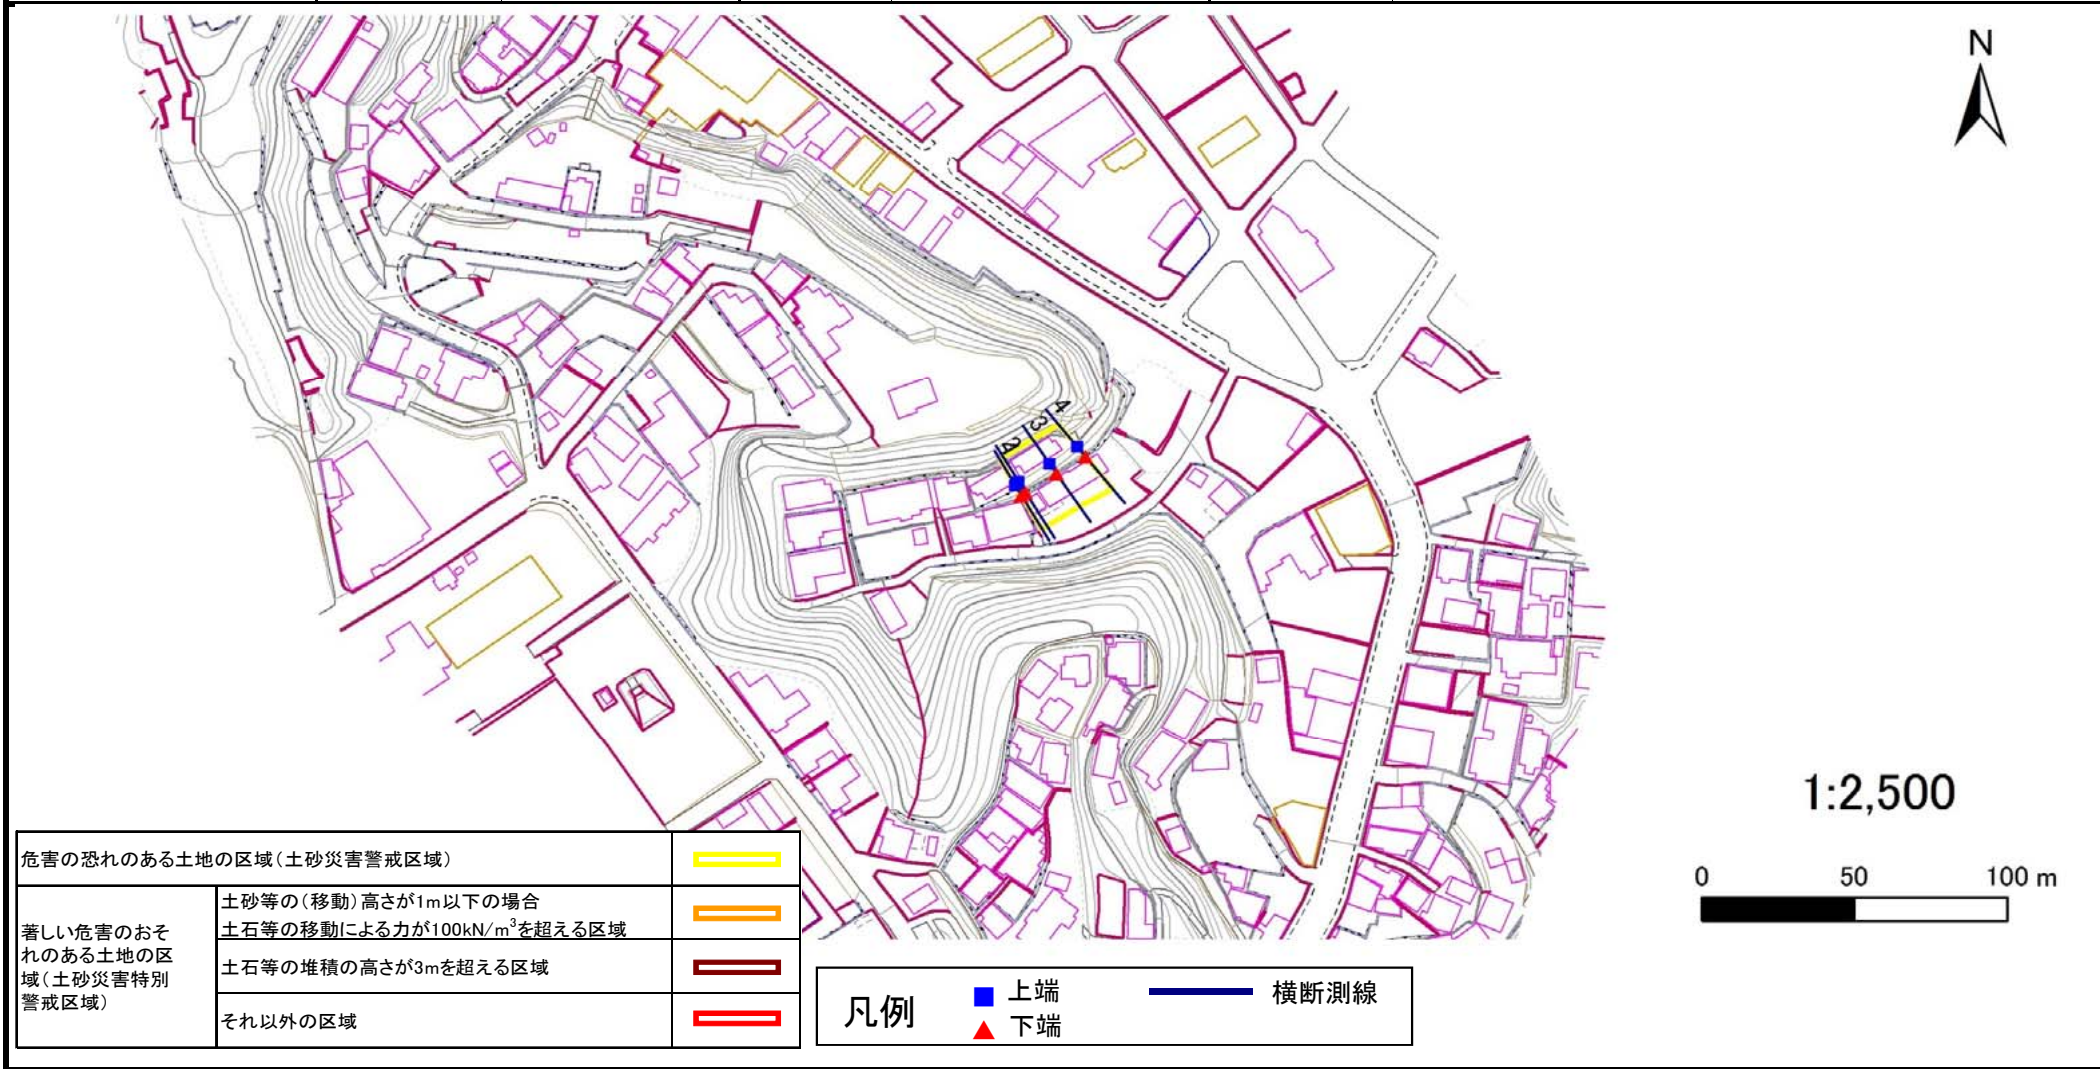 N
4
3
2
1
1:2,500
0 50 100 m
危害の恐れのある土地の区域(土砂災害警戒区域)
著しい危害のおそ
れのある土地の区
域(土砂災害特別
警戒区域)
土砂等の(移動)高さが1m以下の場合
土石等の移動による力が100kN/m³を超える区域
土石等の堆積の高さが3mを超える区域
それ以外の区域
凡例
上端
下端
横断測線